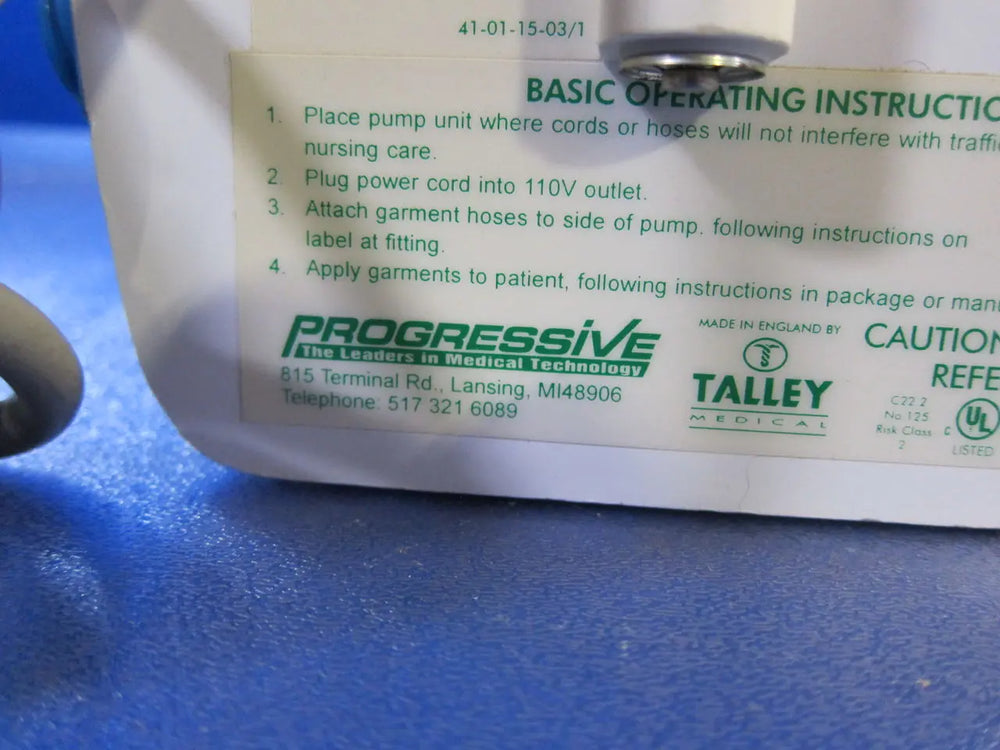 41-01-15-03/1
BASIC OPERATING INSTRUCTIO
1. Place pump unit where cords or hoses will not interfere with traffi
nursing care.
2. Plug power cord into 110V outlet.
3. Attach garment hoses to side of pump. following instructions on
label at fitting.
4. Apply garments to patient, following instructions in package or man
PROGRESSIVE
The Leaders in Medical Technology
815 Terminal Rd., Lansing, MI48906
Telephone: 517 321 6089
MADE IN ENGLAND BY
TALLEY
MEDICAL
CAUTION
REFE
C22.2
No.125
Risk Class
2
C UL
LISTED